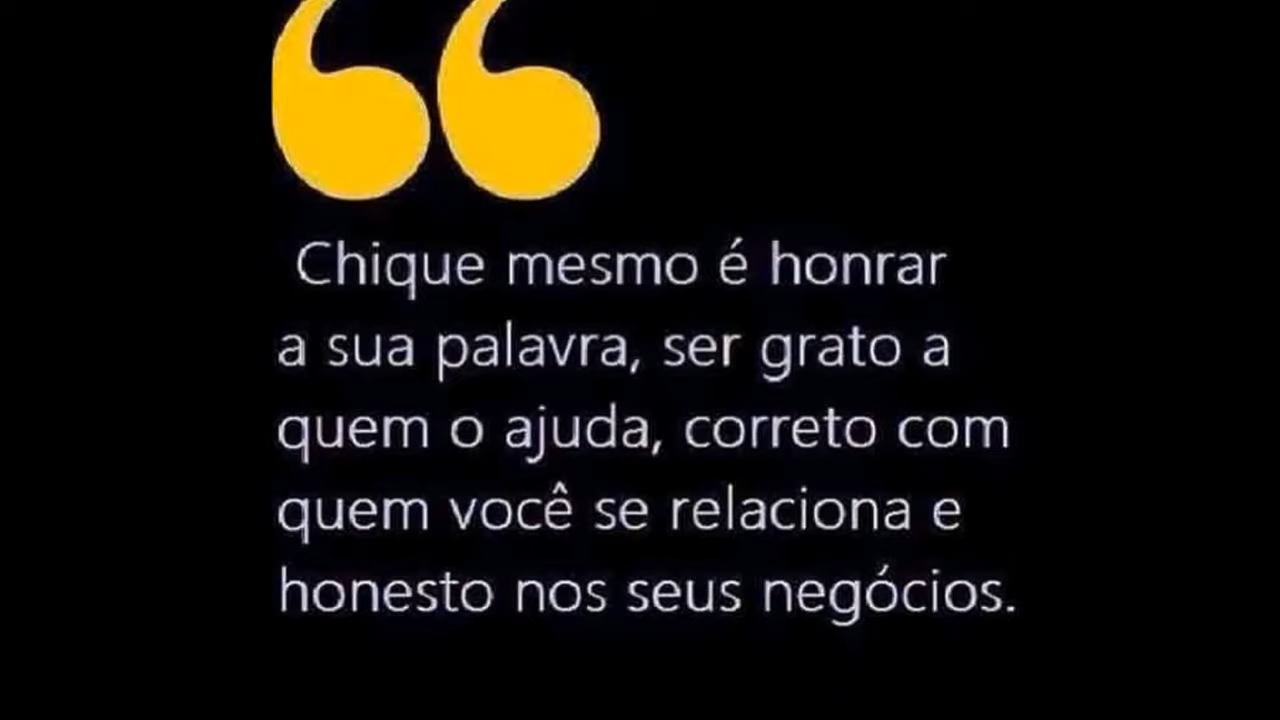 Chique mesmo é honrar
a sua palavra, ser grato a
quem o ajuda, correto com
quem você se relaciona e
honesto nos seus negócios.